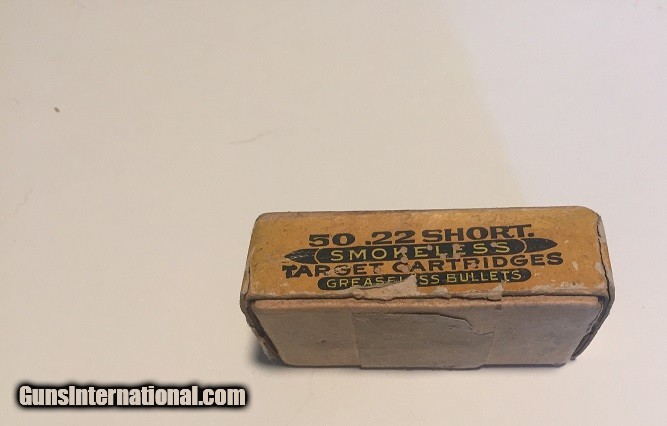 50 .22 SHORT.
SMOKELESS
TARGET CARTRIDGES
GREASELESS BULLETS
GunsInternational.com